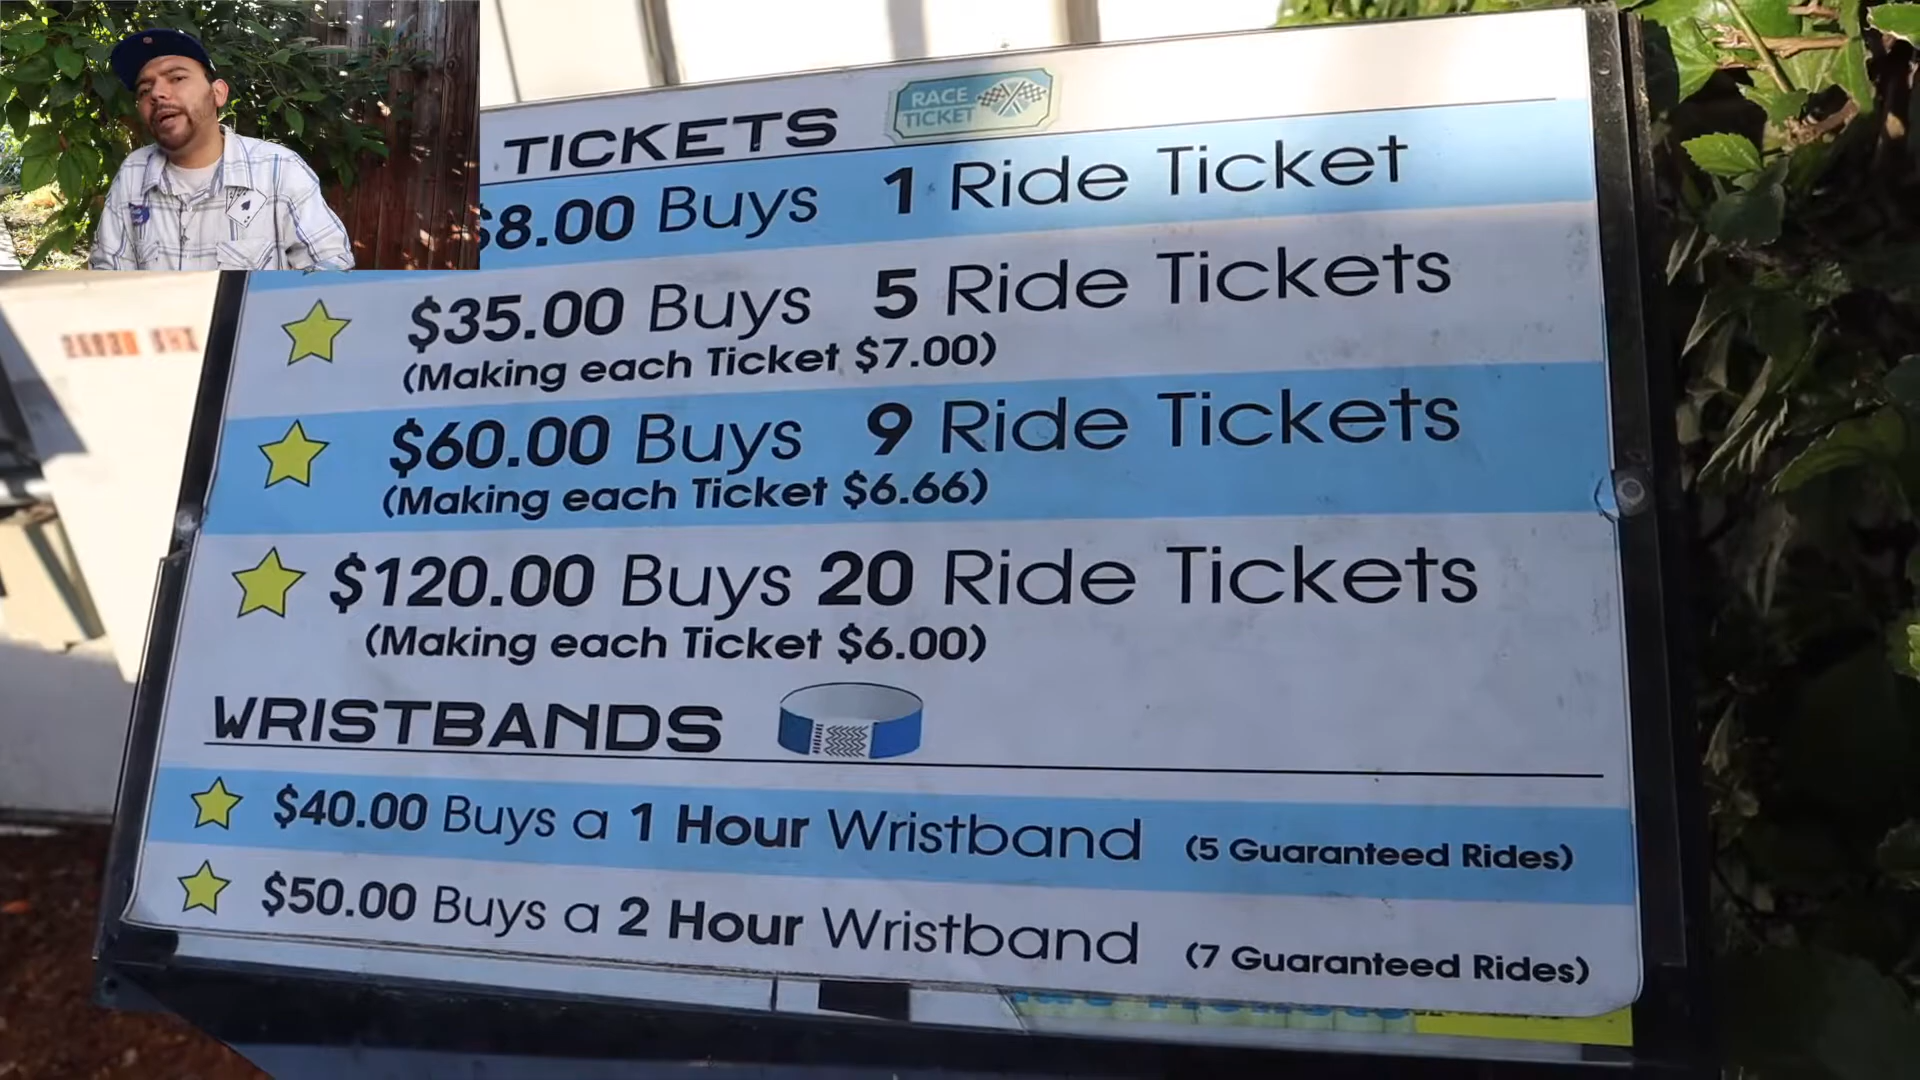 TICKETS
RACE
TICKET
$8.00 Buys 1 Ride Ticket
$35.00 Buys 5 Ride Tickets
(Making each Ticket $7.00)
$60.00 Buys 9 Ride Tickets
(Making each Ticket $6.66)
$120.00 Buys 20 Ride Tickets
(Making each Ticket $6.00)
WRISTBANDS
$40.00 Buys a 1 Hour Wristband (5 Guaranteed Rides)
$50.00 Buys a 2 Hour Wristband (7 Guaranteed Rides)